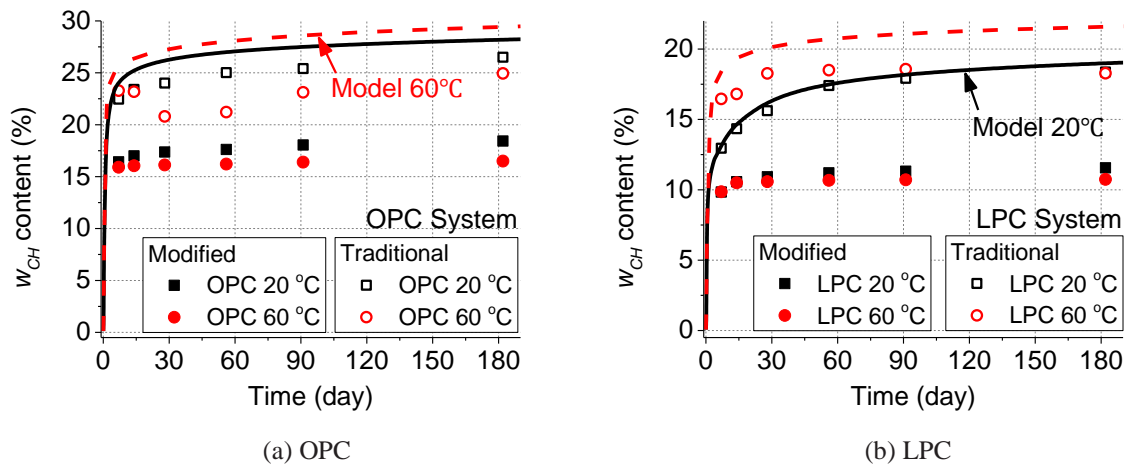 30
25
20
15
10
5
0
w_CH content (%)
Model 60℃
OPC System
Modified
Traditional
OPC 20 °C
OPC 20 °C
OPC 60 °C
OPC 60 °C
0 30 60 90 120 150 180
Time (day)
(a) OPC
20
15
10
5
0
w_CH content (%)
Model 20℃
LPC System
Modified
Traditional
LPC 20 °C
LPC 20 °C
LPC 60 °C
LPC 60 °C
0 30 60 90 120 150 180
Time (day)
(b) LPC